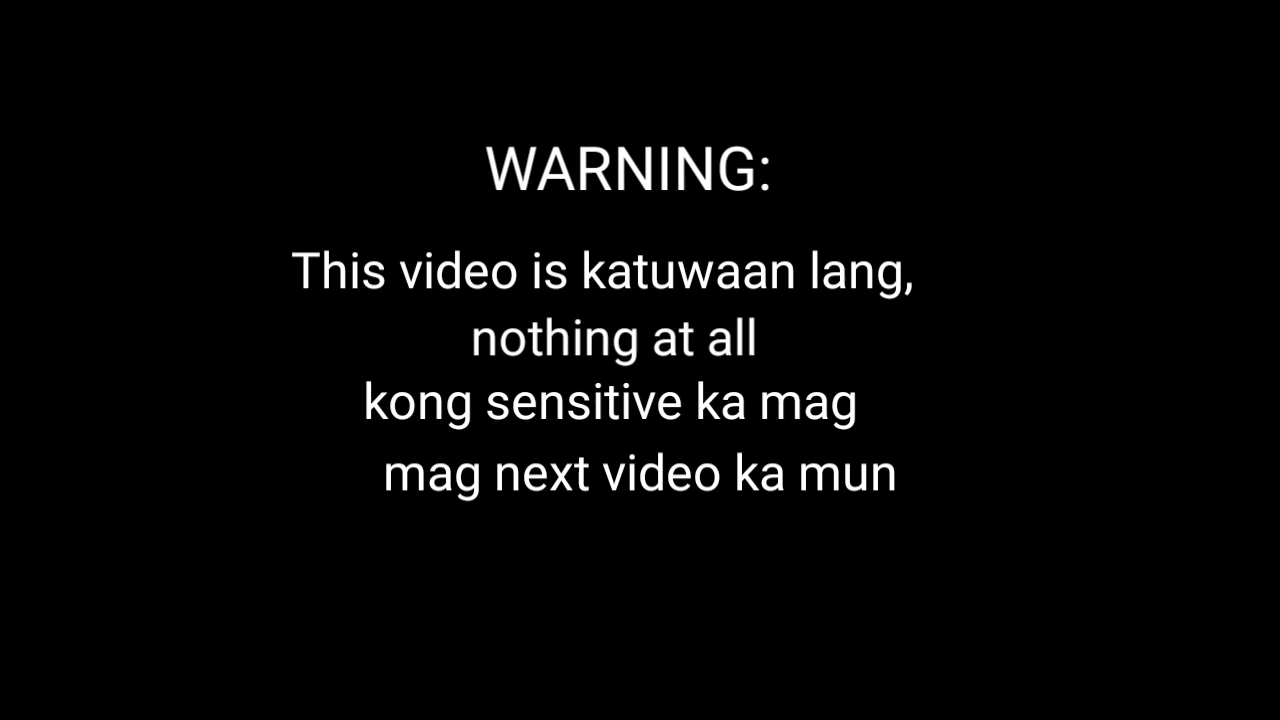 WARNING:
This video is katuwaan lang,
nothing at all
kong sensitive ka mag
mag next video ka mun